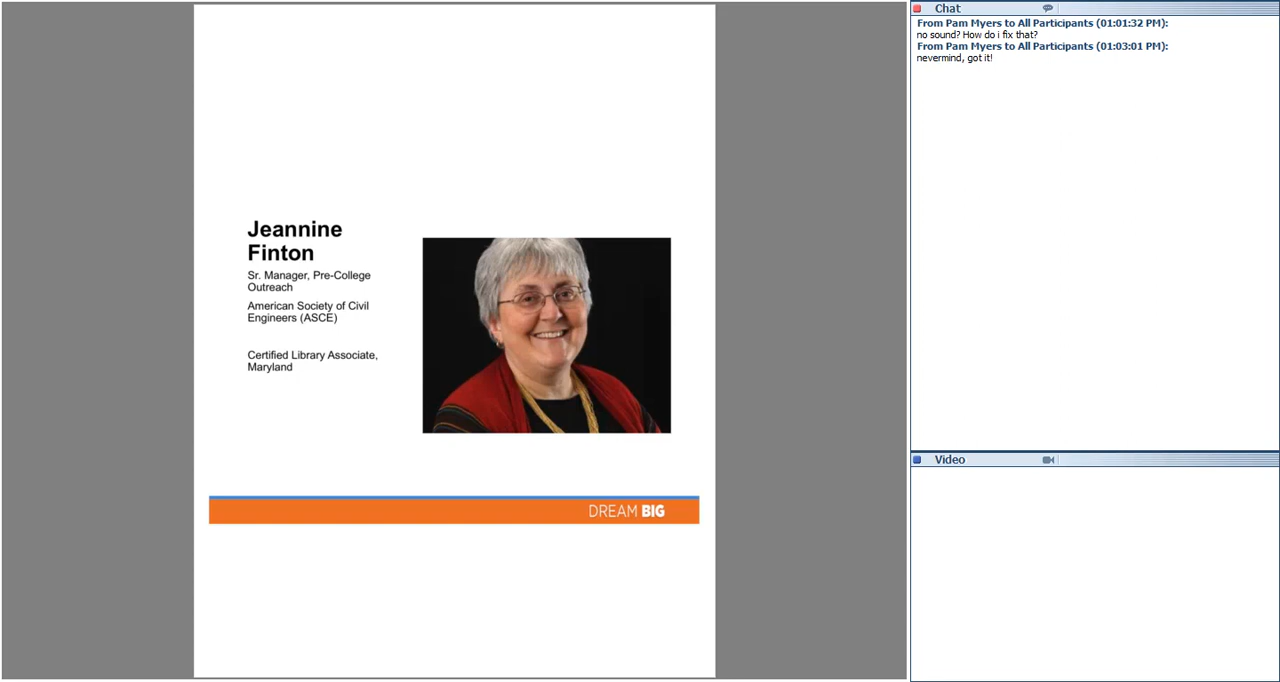 Jeannine
Finton
Sr. Manager, Pre-College
Outreach
American Society of Civil
Engineers (ASCE)
Certified Library Associate,
Maryland
DREAM BIG
Chat
From Pam Myers to All Participants (01:01:32 PM):
no sound? How do i fix that?
From Pam Myers to All Participants (01:03:01 PM):
nevermind, got it!
Video